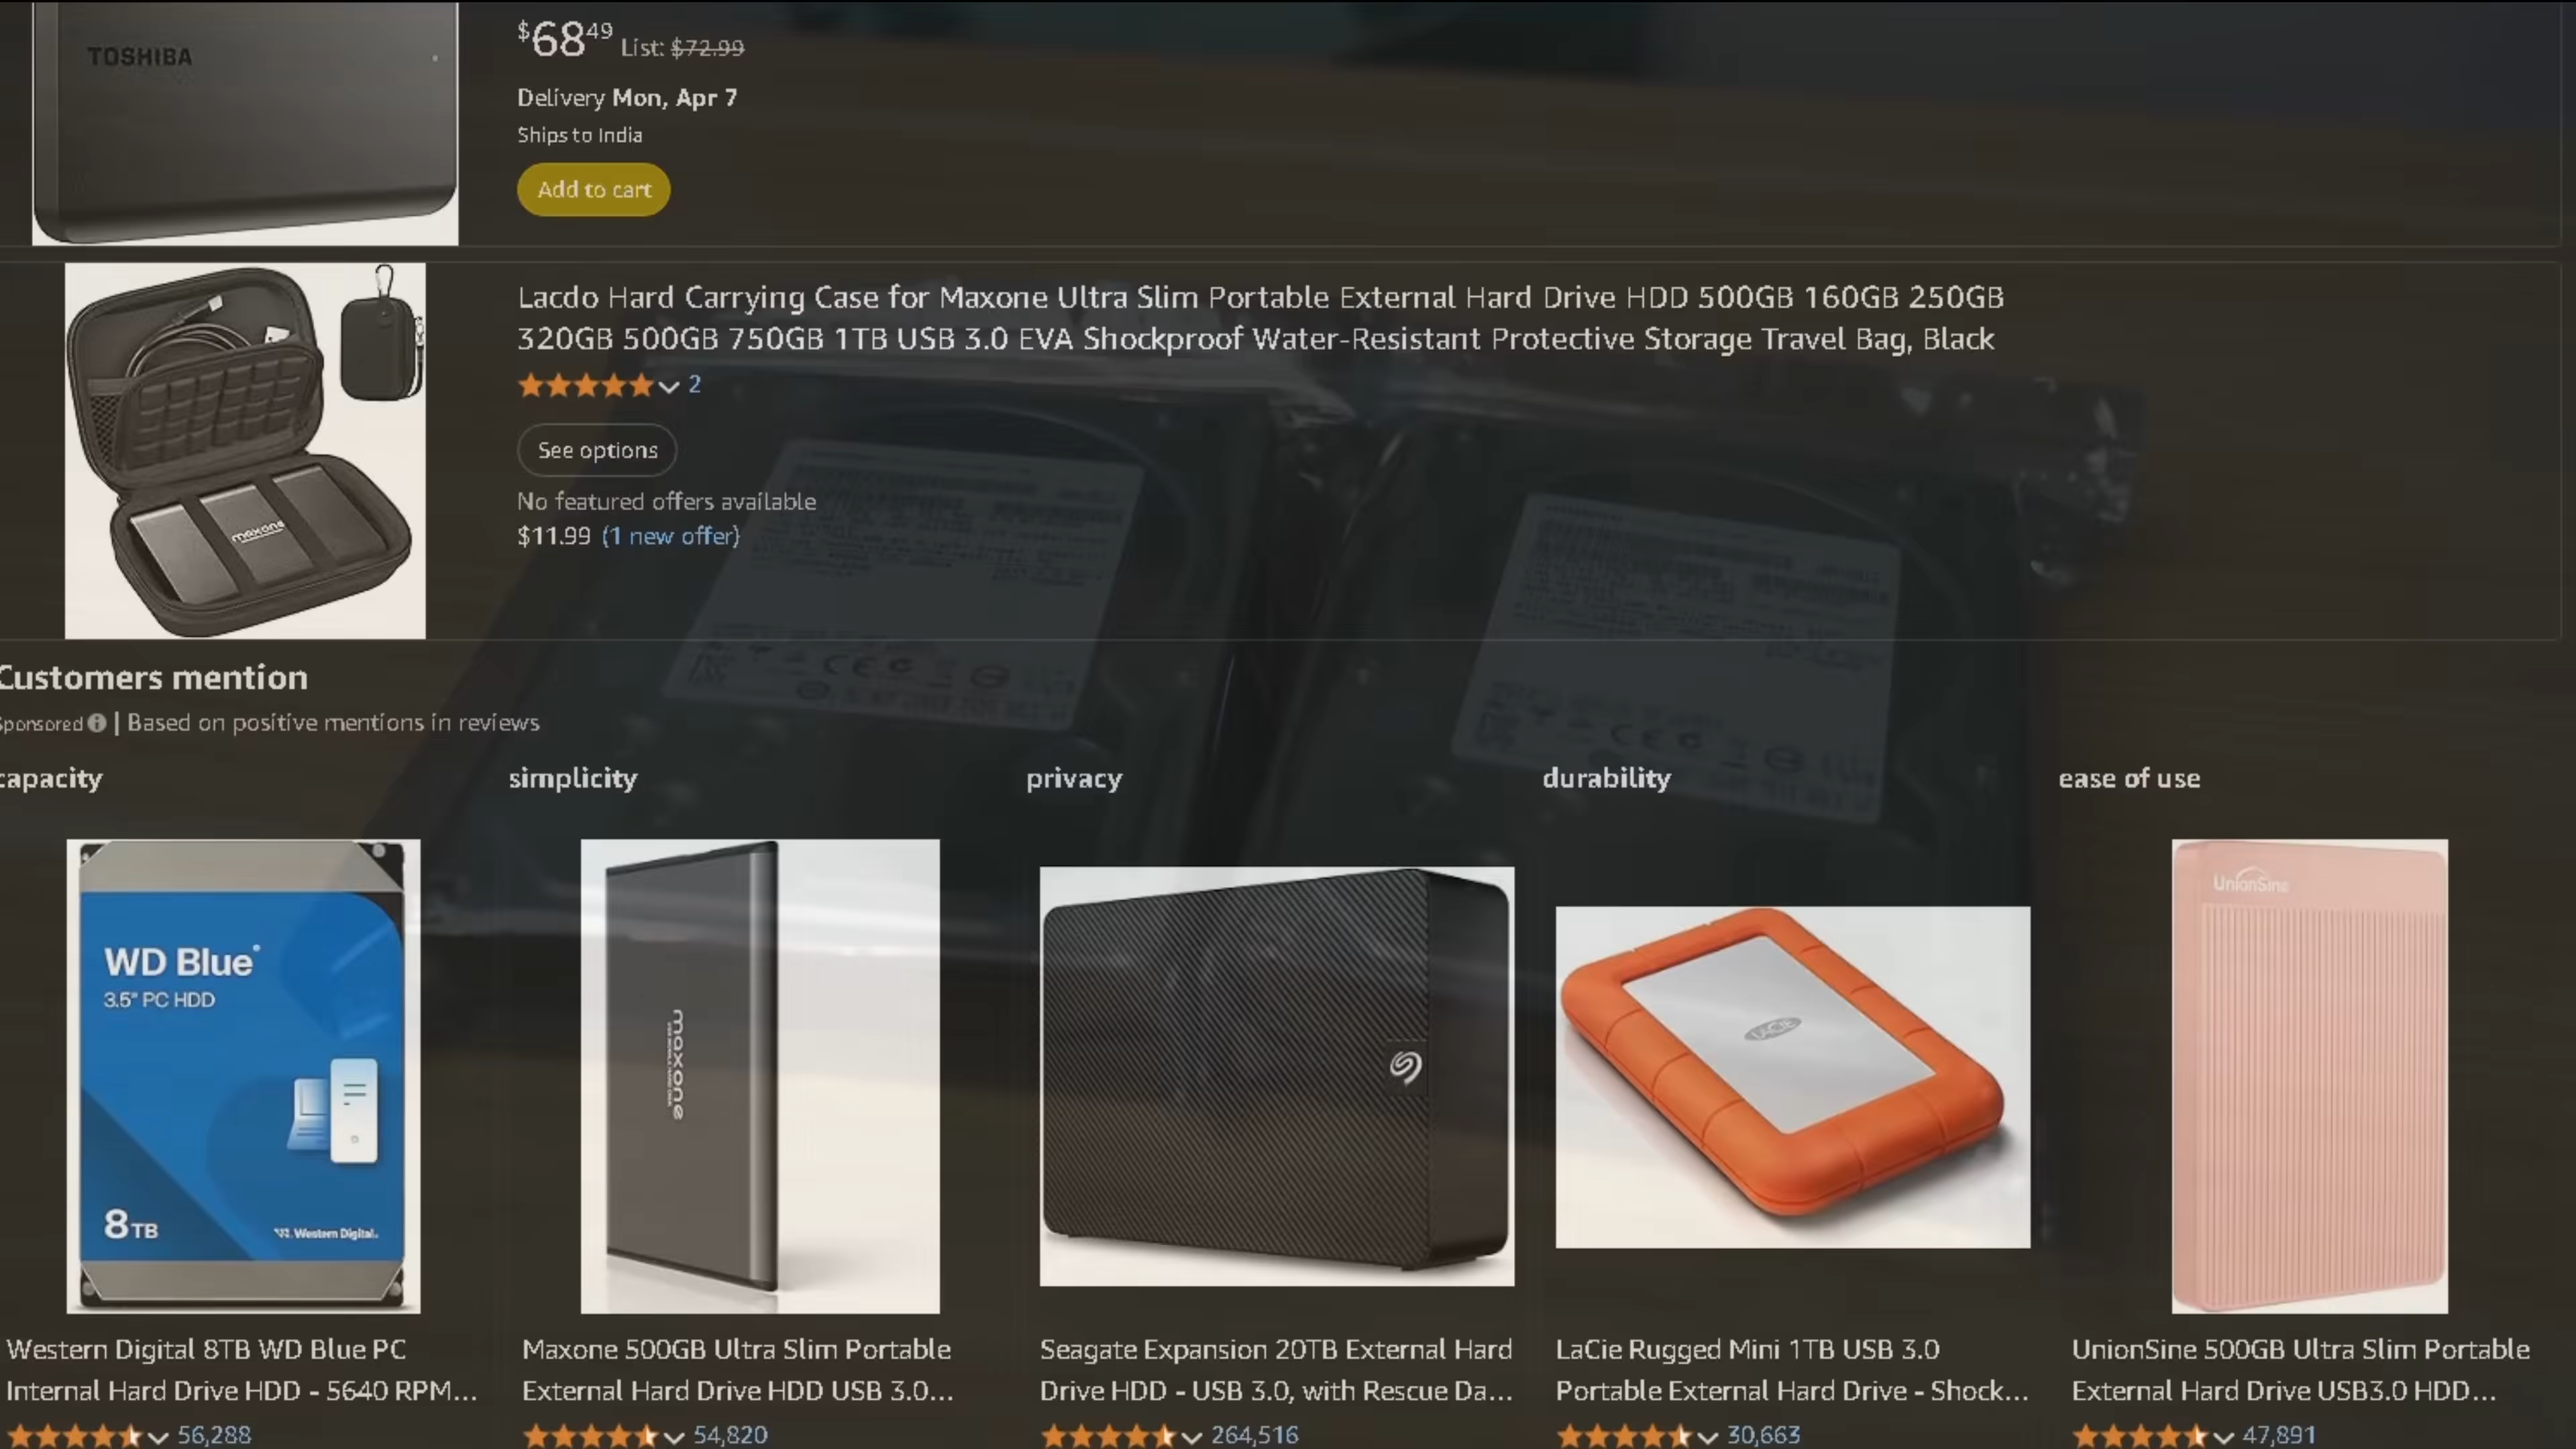 TOSHIBA
$68.49 List: $72.99
Delivery Mon, Apr 7
Ships to India
Add to cart
Lacdo Hard Carrying Case for Maxone Ultra Slim Portable External Hard Drive HDD 500GB 160GB 250GB
320GB 500GB 750GB 1TB USB 3.0 EVA Shockproof Water-Resistant Protective Storage Travel Bag, Black
2
See options
No featured offers available
$11.99 (1 new offer)
maxone
Customers mention
Sponsored | Based on positive mentions in reviews
capacity simplicity privacy durability ease of use
WD Blue
3.5" PC HDD
8TB
Western Digital.
maxone
LACIE
UnionSine
Western Digital 8TB WD Blue PC
Internal Hard Drive HDD - 5640 RPM...
56,288
Maxone 500GB Ultra Slim Portable
External Hard Drive HDD USB 3.0...
54,820
Seagate Expansion 20TB External Hard
Drive HDD - USB 3.0, with Rescue Da...
264,516
LaCie Rugged Mini 1TB USB 3.0
Portable External Hard Drive - Shock...
30,663
UnionSine 500GB Ultra Slim Portable
External Hard Drive USB3.0 HDD...
47,891